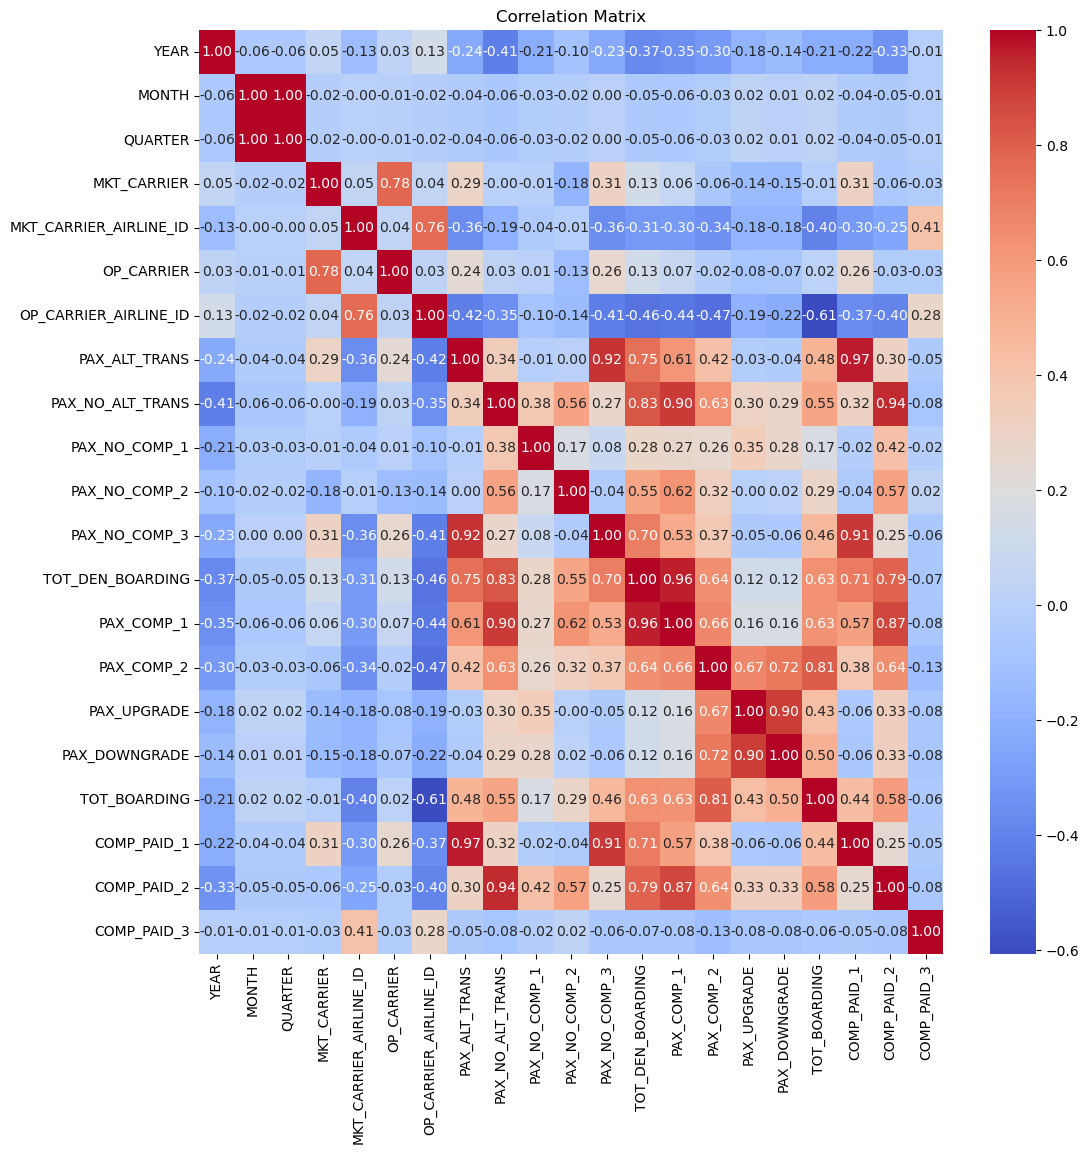 Correlation Matrix
YEAR 1.00 -0.06 -0.06 0.05 -0.13 0.03 0.13 -0.24 -0.41 -0.21 -0.10 -0.23 -0.37 -0.35 -0.30 -0.18 -0.14 -0.21 -0.22 -0.33 -0.01
MONTH -0.06 1.00 1.00 -0.02 -0.00 -0.01 -0.02 -0.04 -0.06 -0.03 -0.02 0.00 -0.05 -0.06 -0.03 0.02 0.01 0.02 -0.04 -0.05 -0.01
QUARTER -0.06 1.00 1.00 -0.02 -0.00 -0.01 -0.02 -0.04 -0.06 -0.03 -0.02 0.00 -0.05 -0.06 -0.03 0.02 0.01 0.02 -0.04 -0.05 -0.01
MKT_CARRIER 0.05 -0.02 -0.02 1.00 0.05 0.78 0.04 0.29 -0.00 -0.01 -0.18 0.31 0.13 0.06 -0.06 -0.14 -0.15 -0.01 0.31 -0.06 -0.03
MKT_CARRIER_AIRLINE_ID -0.13 -0.00 -0.00 0.05 1.00 0.04 0.76 -0.36 -0.19 -0.04 -0.01 -0.36 -0.31 -0.30 -0.34 -0.18 -0.18 -0.40 -0.30 -0.25 0.41
OP_CARRIER 0.03 -0.01 -0.01 0.78 0.04 1.00 0.03 0.24 0.03 0.01 -0.13 0.26 0.13 0.07 -0.02 -0.08 -0.07 0.02 0.26 -0.03 -0.03
OP_CARRIER_AIRLINE_ID 0.13 -0.02 -0.02 0.04 0.76 0.03 1.00 -0.42 -0.35 -0.10 -0.14 -0.41 -0.46 -0.44 -0.47 -0.19 -0.22 -0.61 -0.37 -0.40 0.28
PAX_ALT_TRANS -0.24 -0.04 -0.04 0.29 -0.36 0.24 -0.42 1.00 0.34 -0.01 0.00 0.92 0.75 0.61 0.42 -0.03 -0.04 0.48 0.97 0.30 -0.05
PAX_NO_ALT_TRANS -0.41 -0.06 -0.06 -0.00 -0.19 0.03 -0.35 0.34 1.00 0.38 0.56 0.27 0.83 0.90 0.63 0.30 0.29 0.55 0.32 0.94 -0.08
PAX_NO_COMP_1 -0.21 -0.03 -0.03 -0.01 -0.04 0.01 -0.10 -0.01 0.38 1.00 0.17 0.08 0.28 0.27 0.26 0.35 0.28 0.17 -0.02 0.42 -0.02
PAX_NO_COMP_2 -0.10 -0.02 -0.02 -0.18 -0.01 -0.13 -0.14 0.00 0.56 0.17 1.00 -0.04 0.55 0.62 0.32 -0.00 0.02 0.29 -0.04 0.57 0.02
PAX_NO_COMP_3 -0.23 0.00 0.00 0.31 -0.36 0.26 -0.41 0.92 0.27 0.08 -0.04 1.00 0.70 0.53 0.37 -0.05 -0.06 0.46 0.91 0.25 -0.06
TOT_DEN_BOARDING -0.37 -0.05 -0.05 0.13 -0.31 0.13 -0.46 0.75 0.83 0.28 0.55 0.70 1.00 0.96 0.64 0.12 0.12 0.63 0.71 0.79 -0.07
PAX_COMP_1 -0.35 -0.06 -0.06 0.06 -0.30 0.07 -0.44 0.61 0.90 0.27 0.62 0.53 0.96 1.00 0.66 0.16 0.16 0.63 0.57 0.87 -0.08
PAX_COMP_2 -0.30 -0.03 -0.03 -0.06 -0.34 -0.02 -0.47 0.42 0.63 0.26 0.32 0.37 0.64 0.66 1.00 0.67 0.72 0.81 0.38 0.64 -0.13
PAX_UPGRADE -0.18 0.02 0.02 -0.14 -0.18 -0.08 -0.19 -0.03 0.30 0.35 -0.00 -0.05 0.12 0.16 0.67 1.00 0.90 0.43 -0.06 0.33 -0.08
PAX_DOWNGRADE -0.14 0.01 0.01 -0.15 -0.18 -0.07 -0.22 -0.04 0.29 0.28 0.02 -0.06 0.12 0.16 0.72 0.90 1.00 0.50 -0.06 0.33 -0.08
TOT_BOARDING -0.21 0.02 0.02 -0.01 -0.40 0.02 -0.61 0.48 0.55 0.17 0.29 0.46 0.63 0.63 0.81 0.43 0.50 1.00 0.44 0.58 -0.06
COMP_PAID_1 -0.22 -0.04 -0.04 0.31 -0.30 0.26 -0.37 0.97 0.32 -0.02 -0.04 0.91 0.71 0.57 0.38 -0.06 -0.06 0.44 1.00 0.25 -0.05
COMP_PAID_2 -0.33 -0.05 -0.05 -0.06 -0.25 -0.03 -0.40 0.30 0.94 0.42 0.57 0.25 0.79 0.87 0.64 0.33 0.33 0.58 0.25 1.00 -0.08
COMP_PAID_3 -0.01 -0.01 -0.01 -0.03 0.41 -0.03 0.28 -0.05 -0.08 -0.02 0.02 -0.06 -0.07 -0.08 -0.13 -0.08 -0.08 -0.06 -0.05 -0.08 1.00
YEAR
MONTH
QUARTER
MKT_CARRIER
MKT_CARRIER_AIRLINE_ID
OP_CARRIER
OP_CARRIER_AIRLINE_ID
PAX_ALT_TRANS
PAX_NO_ALT_TRANS
PAX_NO_COMP_1
PAX_NO_COMP_2
PAX_NO_COMP_3
TOT_DEN_BOARDING
PAX_COMP_1
PAX_COMP_2
PAX_UPGRADE
PAX_DOWNGRADE
TOT_BOARDING
COMP_PAID_1
COMP_PAID_2
COMP_PAID_3
1.0
0.8
0.6
0.4
0.2
0.0
−0.2
−0.4
−0.6